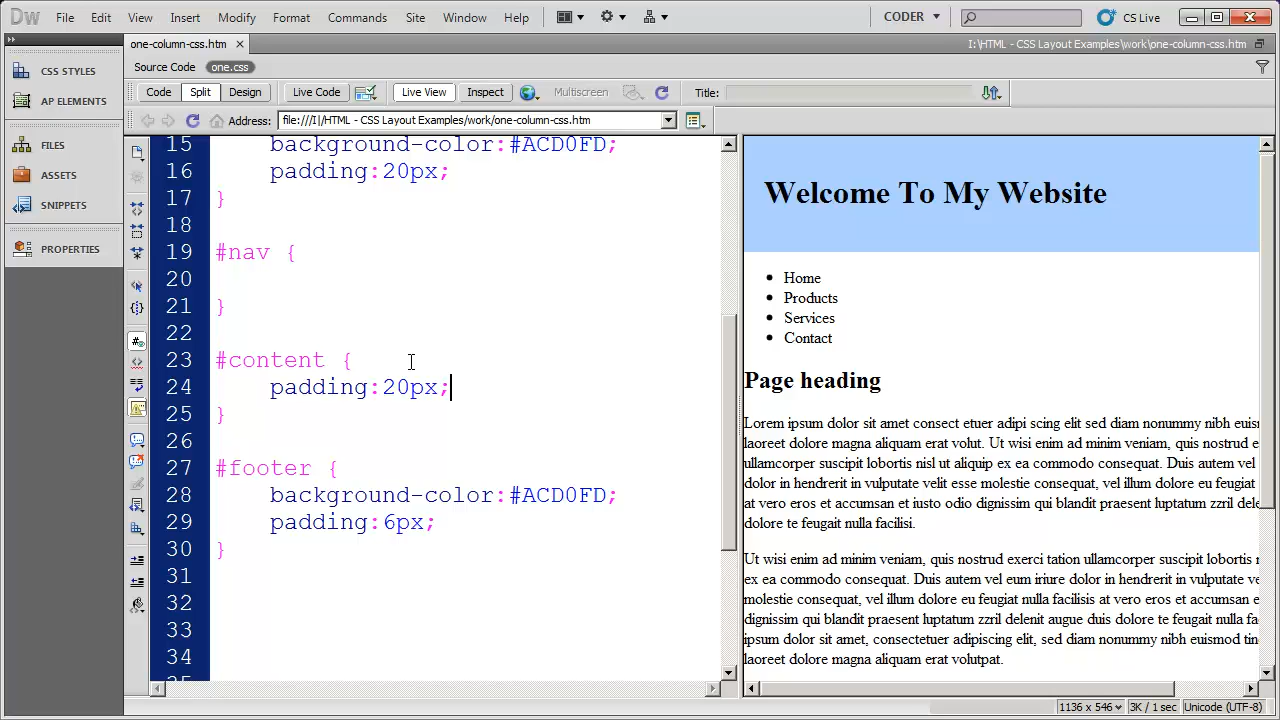 Dw File Edit View Insert Modify Format Commands Site Window Help CODER CS Live
one-column-css.htm I:\HTML - CSS Layout Examples\work\one-column-css.htm
Source Code one.css
Code Split Design Live Code Live View Inspect Multiscreen Title:
Address: file:///I|/HTML - CSS Layout Examples/work/one-column-css.htm
CSS STYLES
AP ELEMENTS
FILES
ASSETS
SNIPPETS
PROPERTIES
15 background-color:#ACD0FD;
16 padding:20px;
17 }
18
19 #nav {
20
21 }
22
23 #content {
24 padding:20px;
25 }
26
27 #footer {
28 background-color:#ACD0FD;
29 padding:6px;
30 }
31
32
33
34
Welcome To My Website
Home
Products
Services
Contact
Page heading
Lorem ipsum dolor sit amet consect etuer adipi scing elit sed diam nonummy nibh
laoreet dolore magna aliquam erat volut. Ut wisi enim ad minim veniam, quis nostrud
ullamcorper suscipit lobortis nisl ut aliquip ex ea commodo consequat. Duis autem vel
dolor in hendrerit in vulputate velit esse molestie consequat, vel illum dolore eu feugiat
at vero eros et accumsan et iusto odio dignissim qui blandit praesent luptatum zzril
dolore te feugait nulla facilisi.
Ut wisi enim ad minim veniam, quis nostrud exerci tation ullamcorper suscipit lobortis
ex ea commodo consequat. Duis autem vel eum iriure dolor in hendrerit in vulputate
molestie consequat, vel illum dolore eu feugiat nulla facilisis at vero eros et accumsan
dignissim qui blandit praesent luptatum zzril delenit augue duis dolore te feugait nulla
ipsum dolor sit amet, consectetuer adipiscing elit, sed diam nonummy nibh euismod
laoreet dolore magna aliquam erat volutpat.
1136 x 546 3K / 1 sec Unicode (UTF-8)